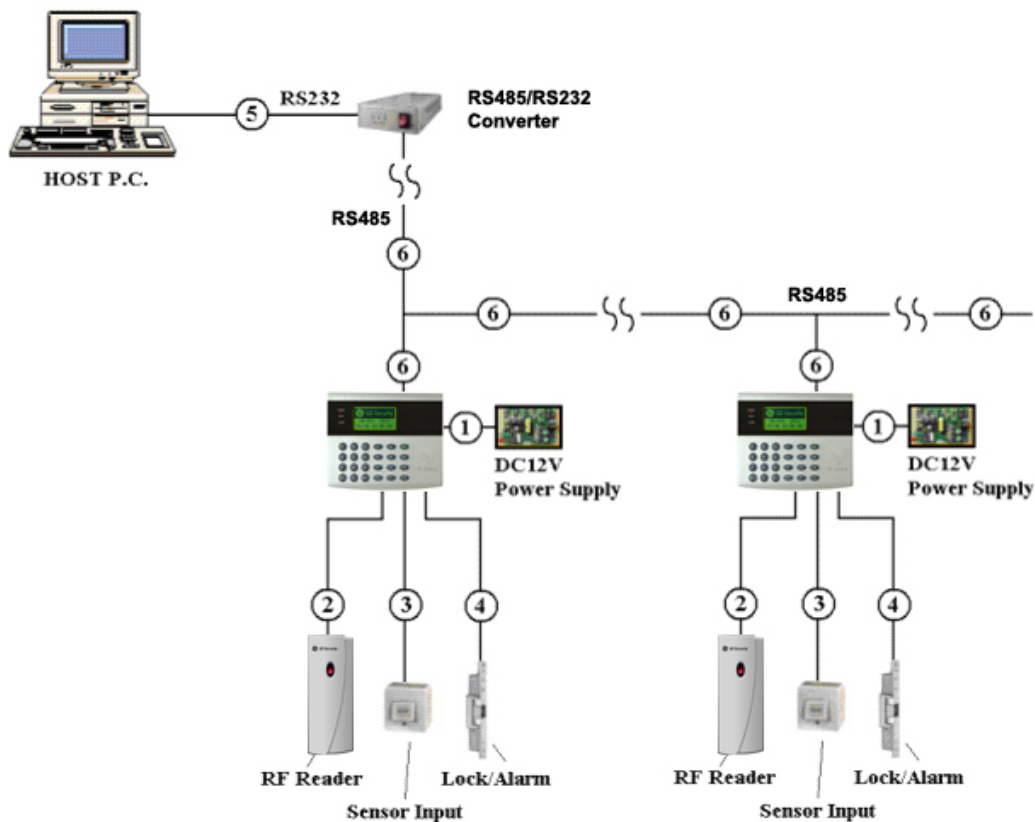 RS232
5
RS485/RS232
Converter
HOST P.C.
RS485
6
6
6
RS485
6
6
6
1
DC12V
Power Supply
1
DC12V
Power Supply
2
3
4
2
3
4
RF Reader
Sensor Input
Lock/Alarm
RF Reader
Sensor Input
Lock/Alarm